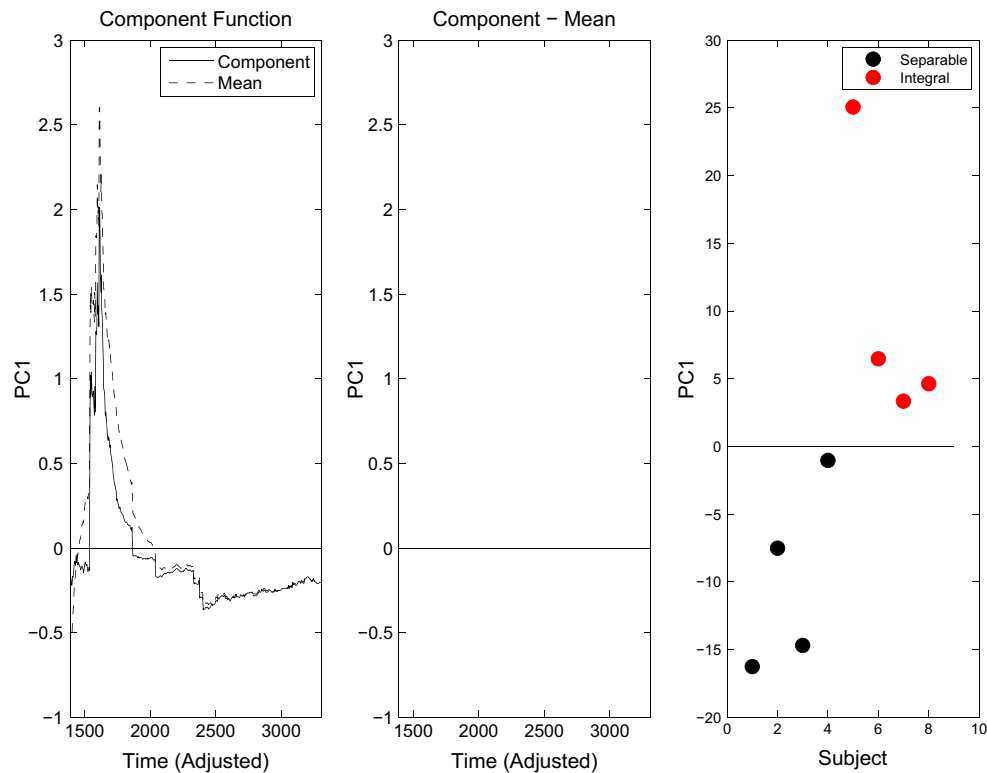 Component Function
3
2.5
2
1.5
1
0.5
0
−0.5
−1
PC1
Component
Mean
1500 2000 2500 3000
Time (Adjusted)
Component − Mean
3
2.5
2
1.5
1
0.5
0
−0.5
−1
PC1
1500 2000 2500 3000
Time (Adjusted)
30
25
20
15
10
5
0
−5
−10
−15
−20
PC1
Separable
Integral
0 2 4 6 8 10
Subject